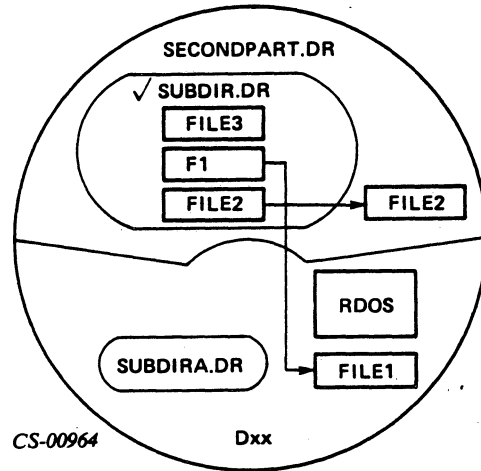 SECONDPART.DR
✓ SUBDIR.DR
FILE3
F1
FILE2
FILE2
RDOS
SUBDIRA.DR
FILE1
CS-00964
Dxx